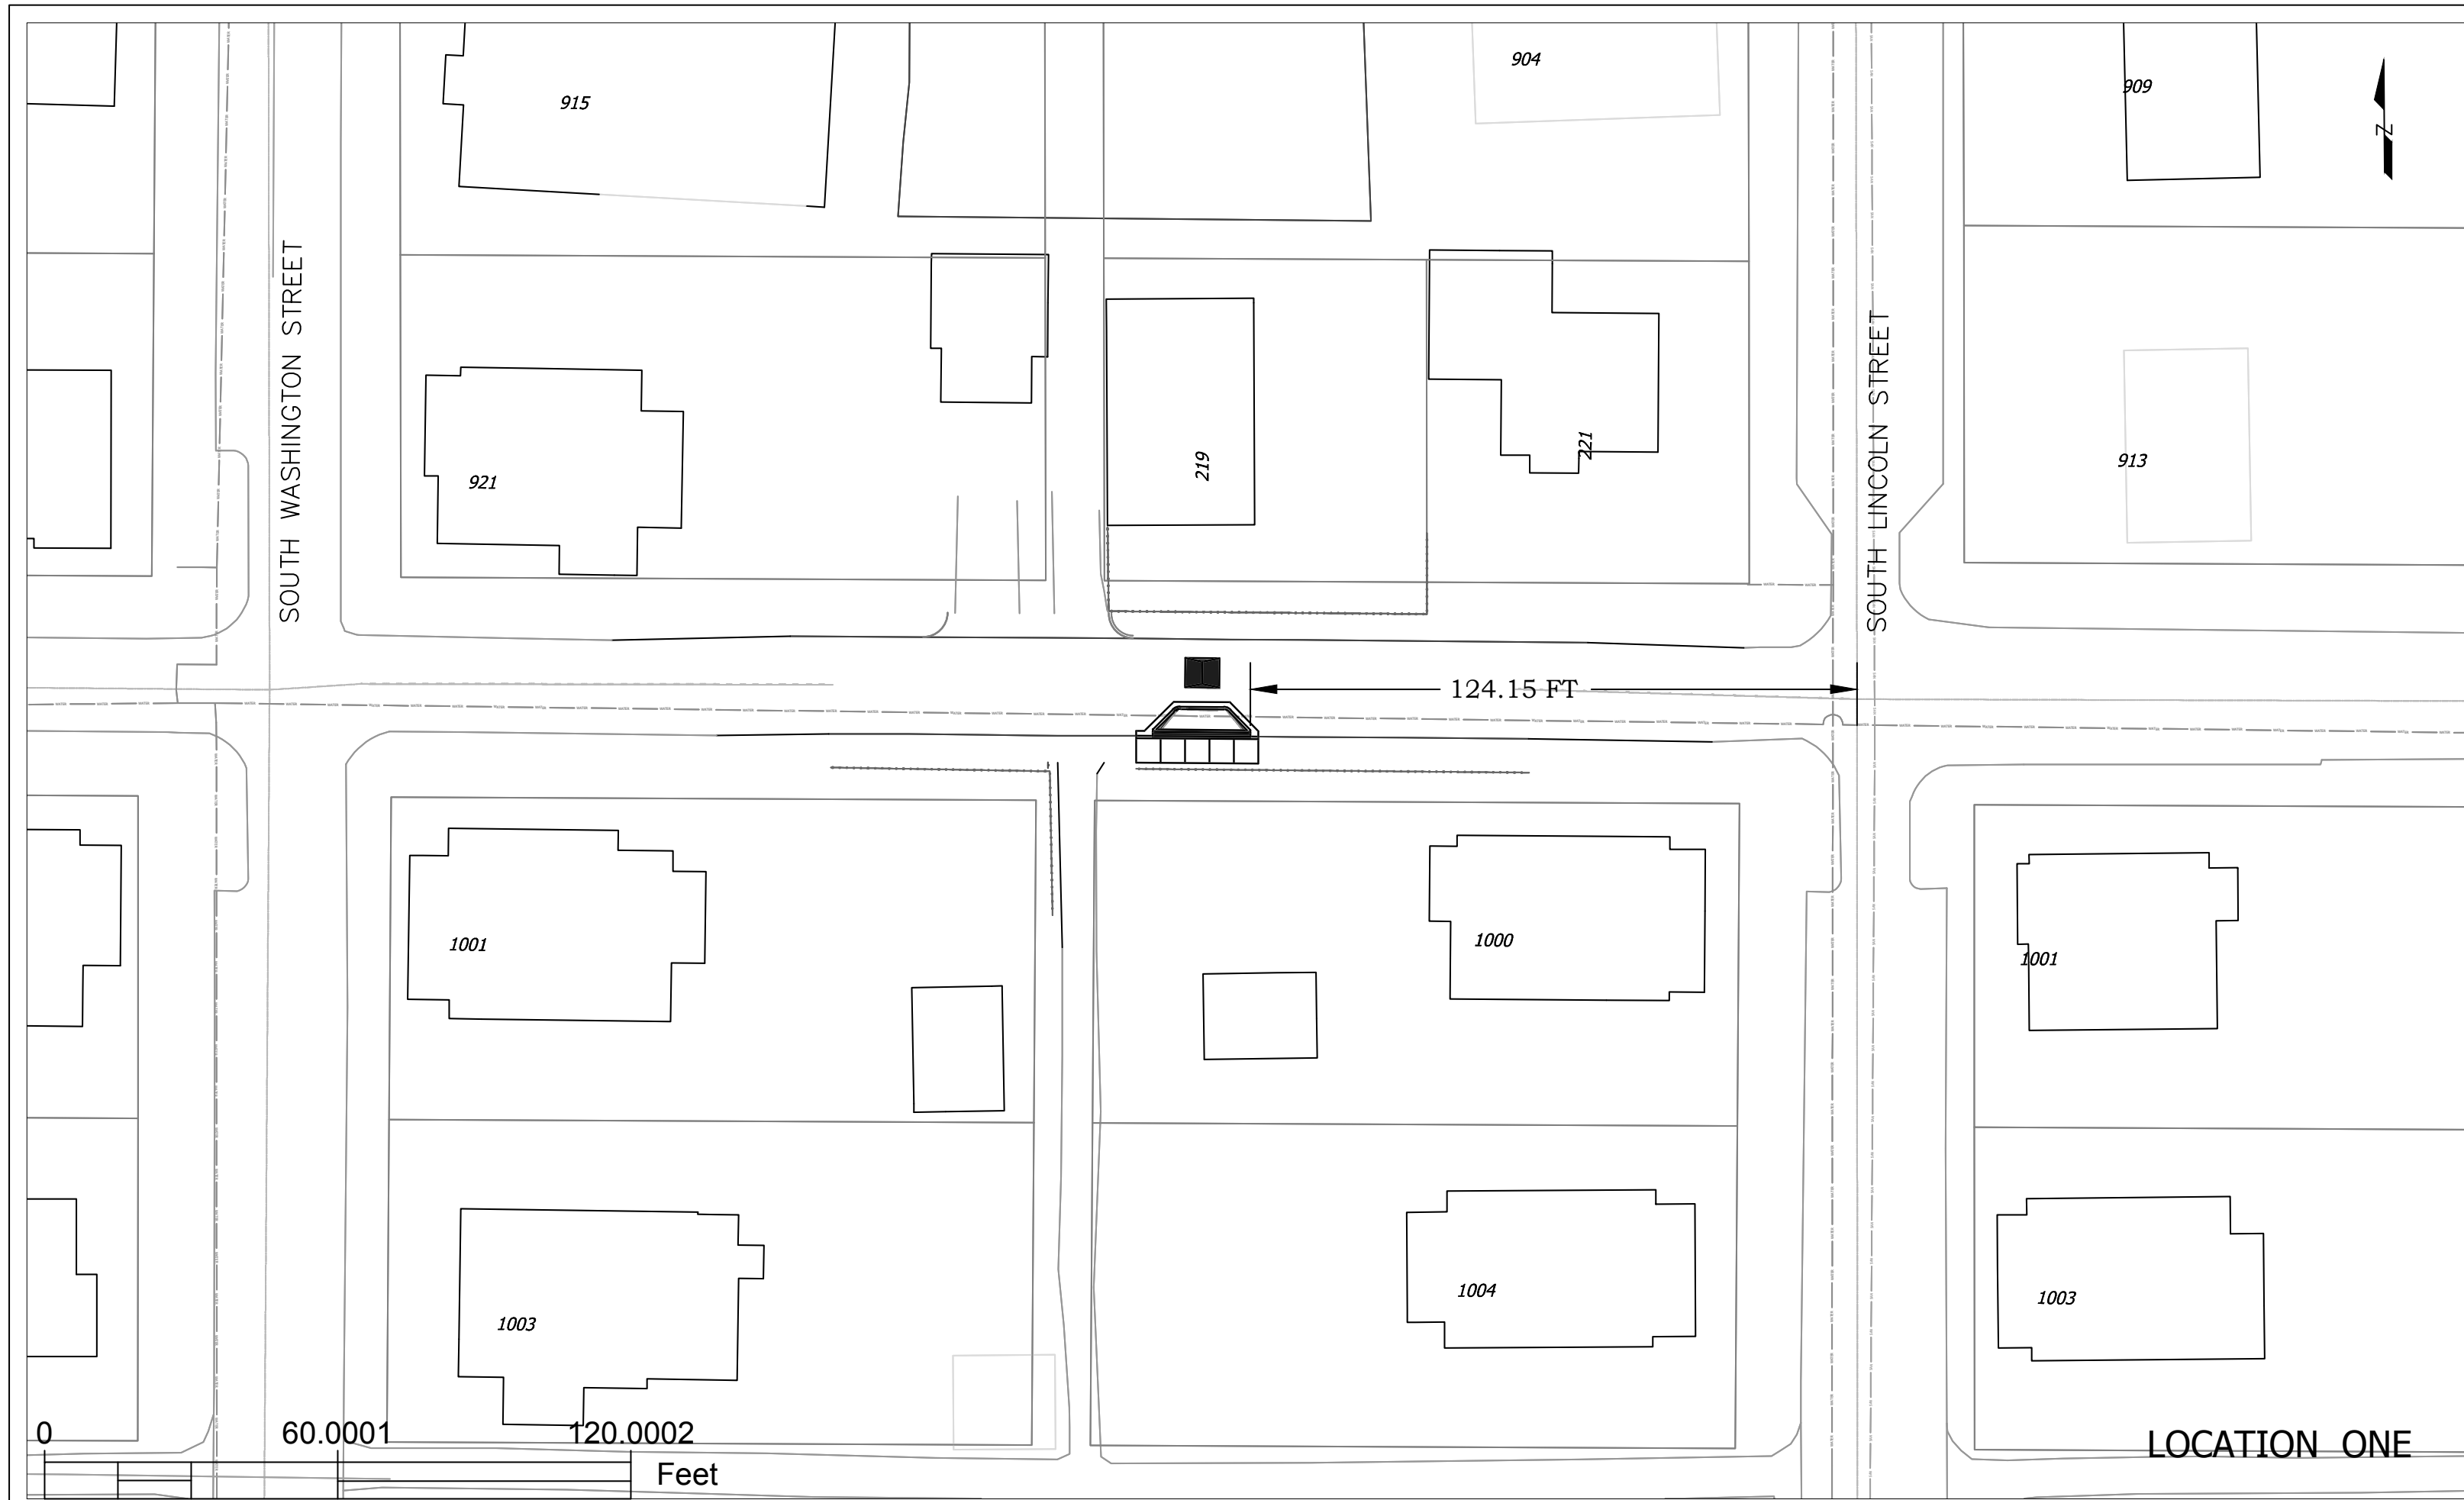 904
909
915
N
SOUTH WASHINGTON STREET
SOUTH LINCOLN STREET
921
219
221
913
124.15 FT
1001
1000
1001
1003
1004
1003
0 60.0001 120.0002
Feet
LOCATION ONE